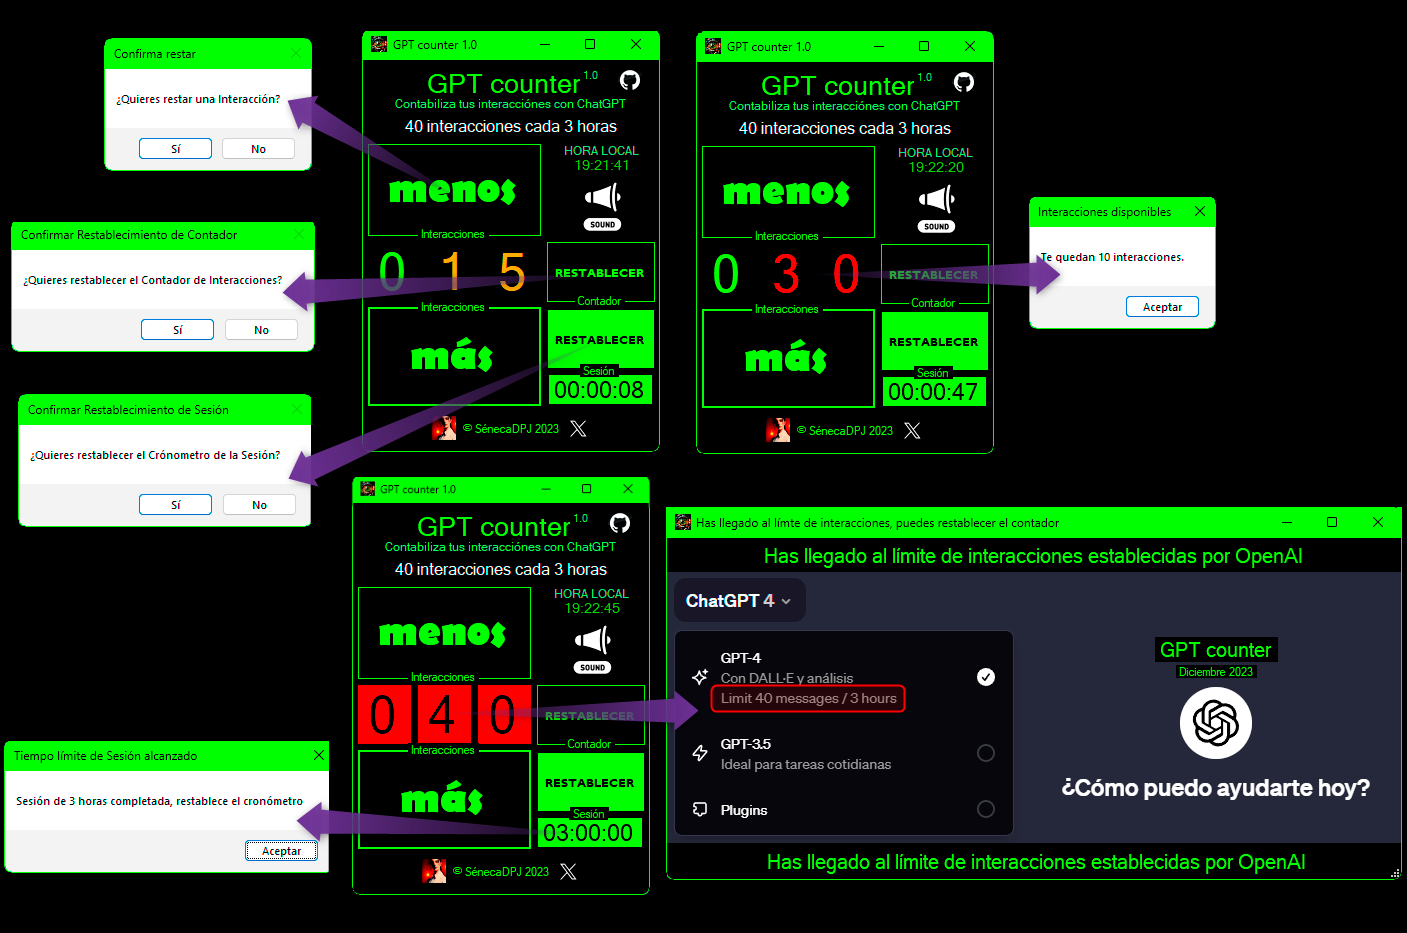 Confirma restar
¿Quieres restar una Interacción?
Sí
No
Confirmar Restablecimiento de Contador
¿Quieres restablecer el Contador de Interacciones?
Sí
No
Confirmar Restablecimiento de Sesión
¿Quieres restablecer el Crónometro de la Sesión?
Sí
No
GPT counter 1.0
GPT counter 1.0
Contabiliza tus interacciónes con ChatGPT
40 interacciones cada 3 horas
menos
HORA LOCAL
19:21:41
SOUND
Interacciones
0 1 5
RESTABLECER
Contador
Interacciones
más
RESTABLECER
Sesión
00:00:08
© SénecaDPJ 2023
GPT counter 1.0
GPT counter 1.0
Contabiliza tus interacciónes con ChatGPT
40 interacciones cada 3 horas
menos
HORA LOCAL
19:22:20
SOUND
Interacciones
0 3 0
RESTABLECER
Contador
Interacciones
más
RESTABLECER
Sesión
00:00:47
© SénecaDPJ 2023
Interacciones disponibles
Te quedan 10 interacciones.
Aceptar
GPT counter 1.0
GPT counter 1.0
Contabiliza tus interacciónes con ChatGPT
40 interacciones cada 3 horas
menos
HORA LOCAL
19:22:45
SOUND
Interacciones
0 4 0
RESTABLECER
Contador
Interacciones
más
RESTABLECER
Sesión
03:00:00
© SénecaDPJ 2023
Tiempo límite de Sesión alcanzado
Sesión de 3 horas completada, restablece el cronómetro
Aceptar
Has llegado al límte de interacciones, puedes restablecer el contador
Has llegado al límite de interacciones establecidas por OpenAI
ChatGPT 4
GPT-4
Con DALL·E y análisis
Limit 40 messages / 3 hours
GPT-3.5
Ideal para tareas cotidianas
Plugins
GPT counter
Diciembre 2023
¿Cómo puedo ayudarte hoy?
Has llegado al límite de interacciones establecidas por OpenAI